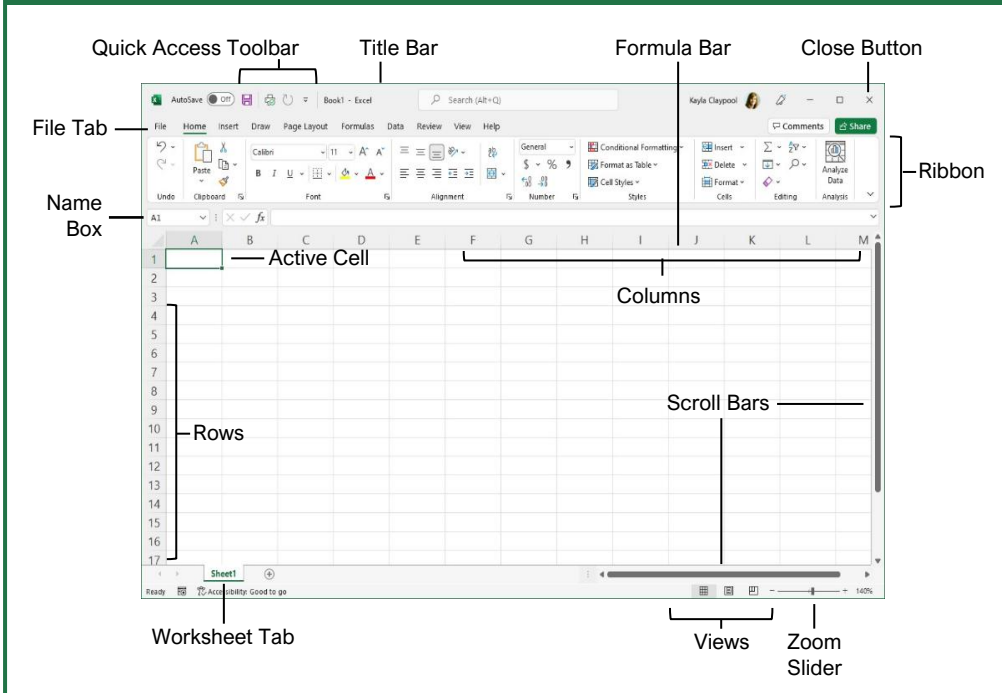 Quick Access Toolbar Title Bar Formula Bar Close Button
AutoSave Off Book1 - Excel Search (Alt+Q) Kayla Claypool
File Tab
File Home Insert Draw Page Layout Formulas Data Review View Help Comments Share
Calibri 11 A^ A˅ General Conditional Formatting Insert Σ
Paste B I U A $ % 9 Format as Table Delete Analyze
Cell Styles Format Data
Undo Clipboard Font Alignment Number Styles Cells Editing Analysis
Ribbon
Name
Box
A1 fx
A B C D E F G H I J K L M
1 Active Cell
2
3 Columns
4
5
6
7
8
9 Scroll Bars
10 Rows
11
12
13
14
15
16
17
Sheet1
Ready Accessibility: Good to go - + 140%
Worksheet Tab Views Zoom
Slider